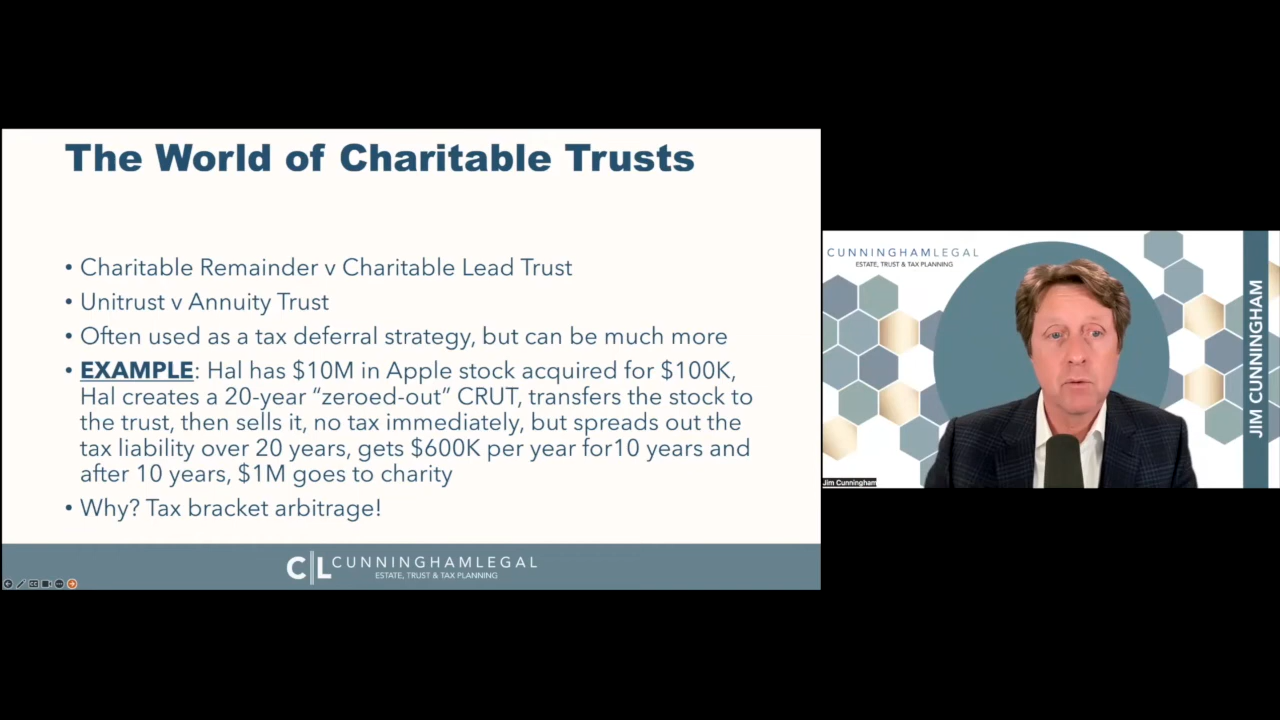 The World of Charitable Trusts
• Charitable Remainder v Charitable Lead Trust
• Unitrust v Annuity Trust
• Often used as a tax deferral strategy, but can be much more
• EXAMPLE: Hal has $10M in Apple stock acquired for $100K,
Hal creates a 20-year “zeroed-out” CRUT, transfers the stock to
the trust, then sells it, no tax immediately, but spreads out the
tax liability over 20 years, gets $600K per year for10 years and
after 10 years, $1M goes to charity
• Why? Tax bracket arbitrage!
CL CUNNINGHAMLEGAL
ESTATE, TRUST & TAX PLANNING
CUNNINGHAMLEGAL
ESTATE, TRUST & TAX PLANNING
JIM CUNNINGHAM
Jim Cunningham